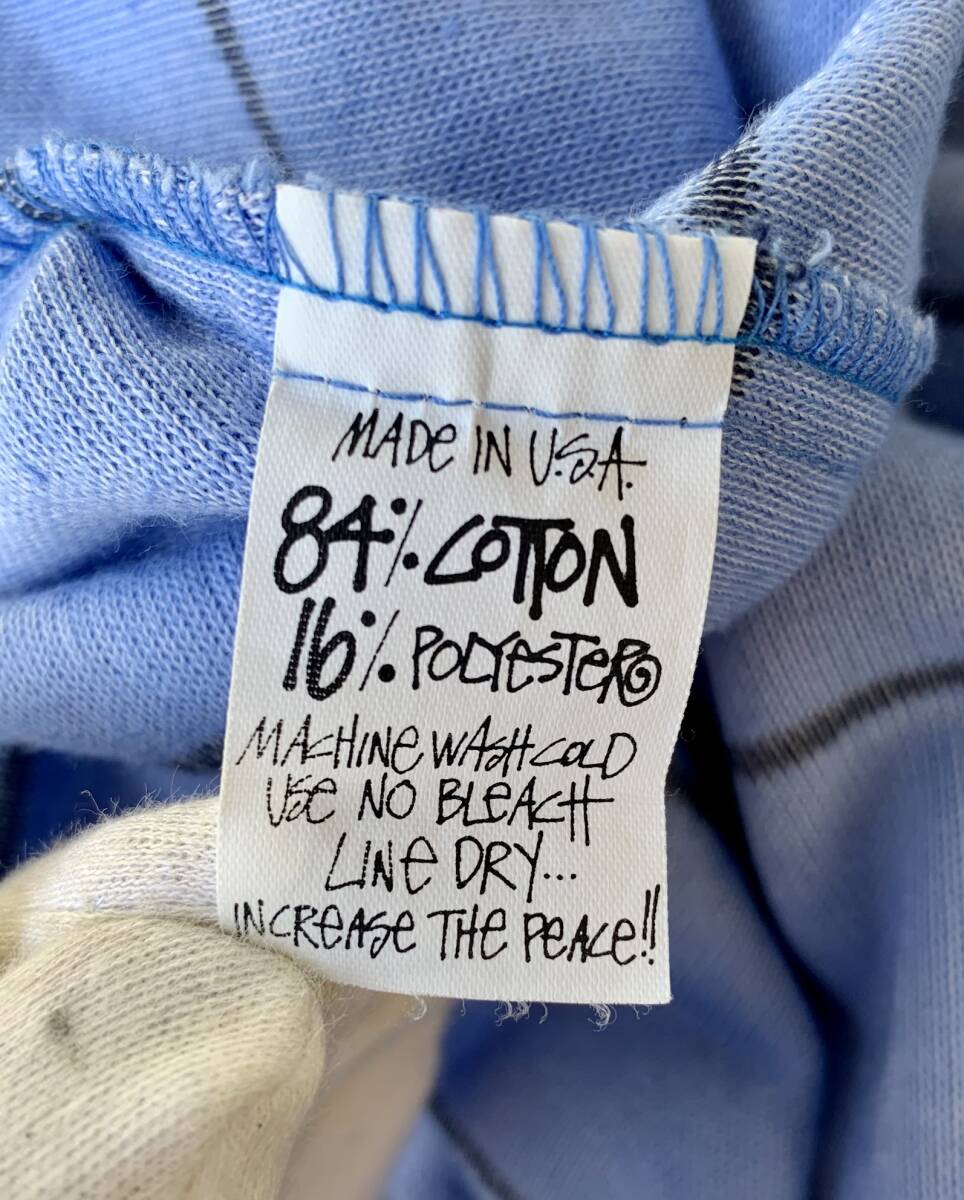 MADE IN U.S.A.
84% COTTON
16% POLYESTER
MACHINE WASH COLD
USE NO BLEACH
LINE DRY...
INCREASE THE PEACE!!